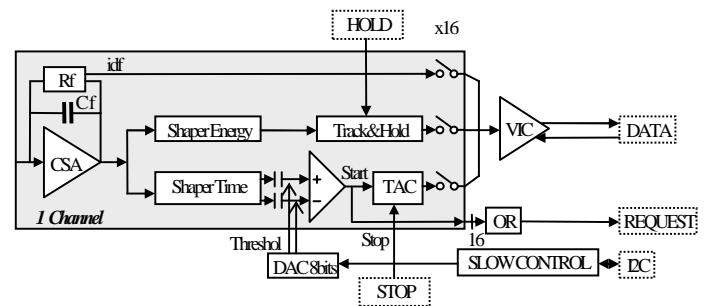 HOLD
x16
idf
Rf
Cf
Shaper Energy
Track&Hold
VIC
DATA
CSA
Shaper Time
+
−
Start
TAC
1 Channel
Threshol
Stop
16
OR
REQUEST
DAC 8bits
SLOW CONTROL
I2C
STOP